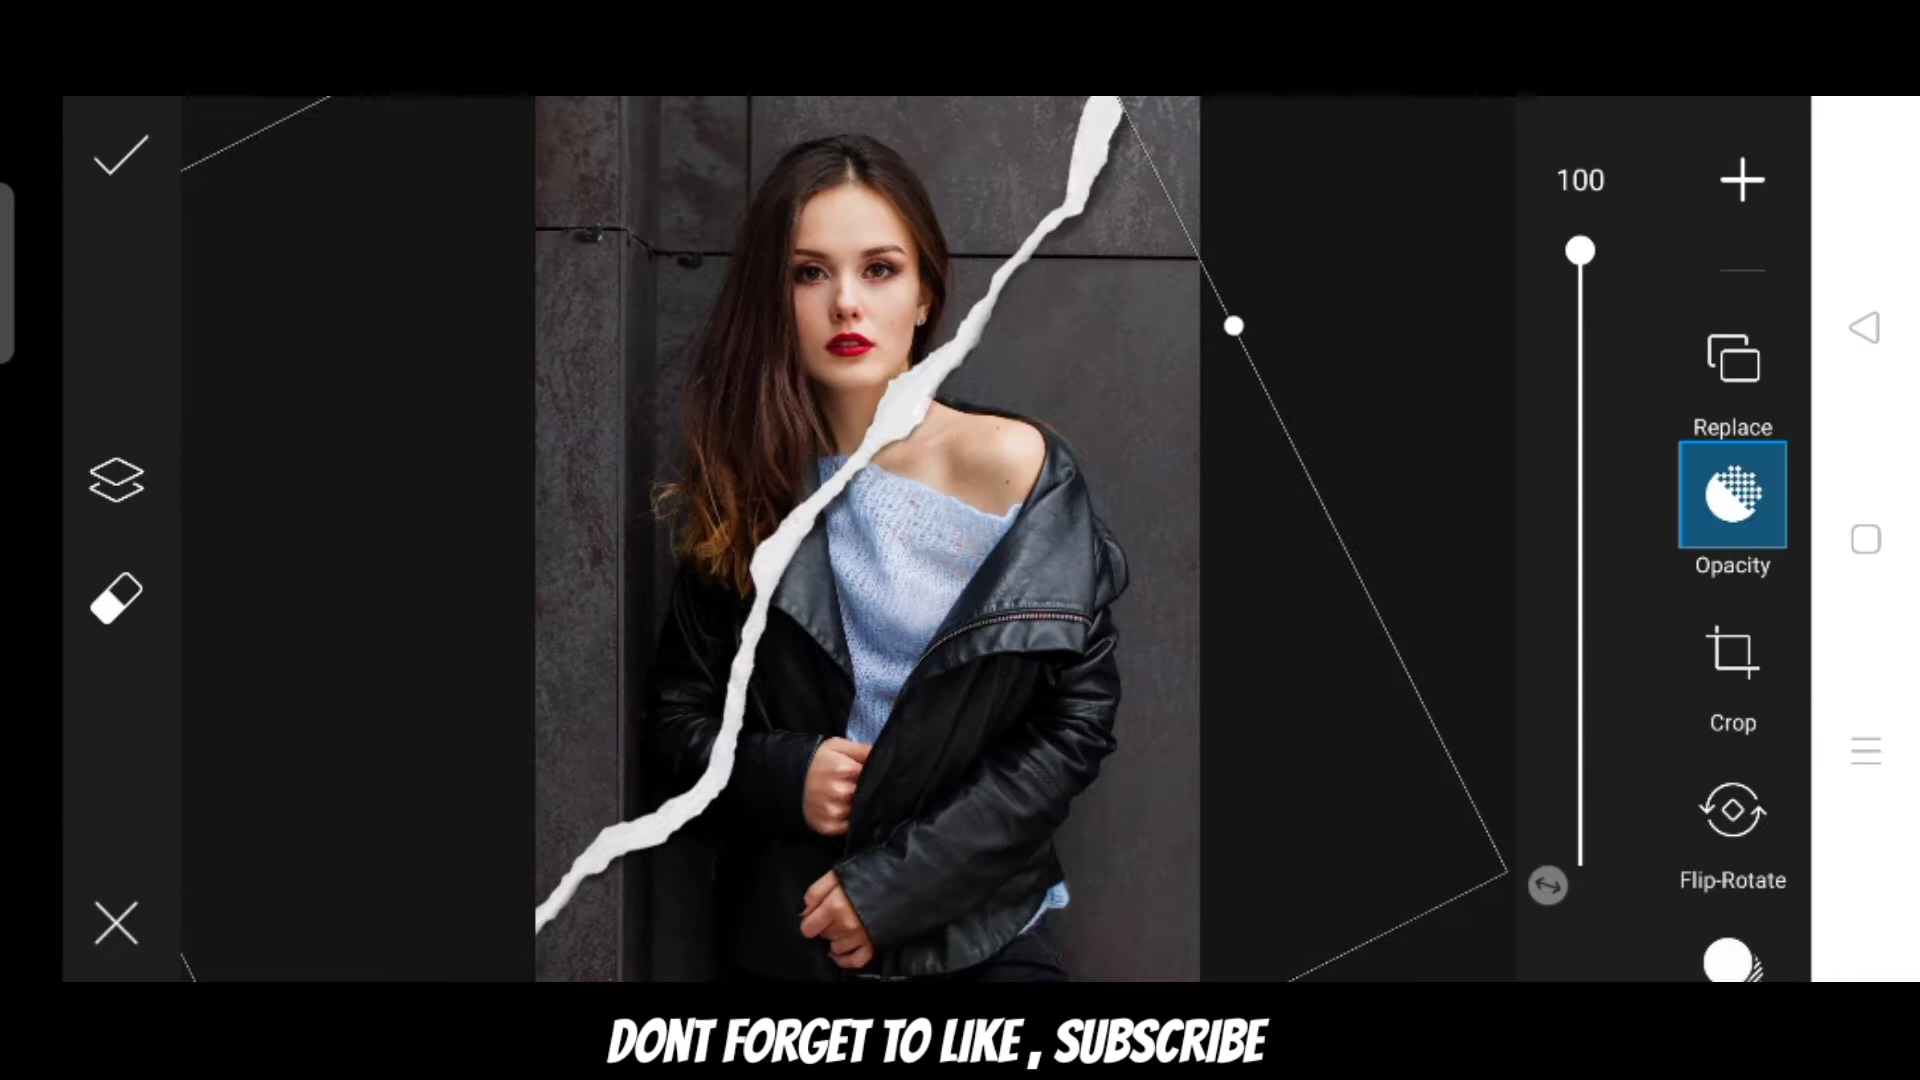 100
Replace
Opacity
Crop
Flip-Rotate
DONT FORGET TO LIKE, SUBSCRIBE